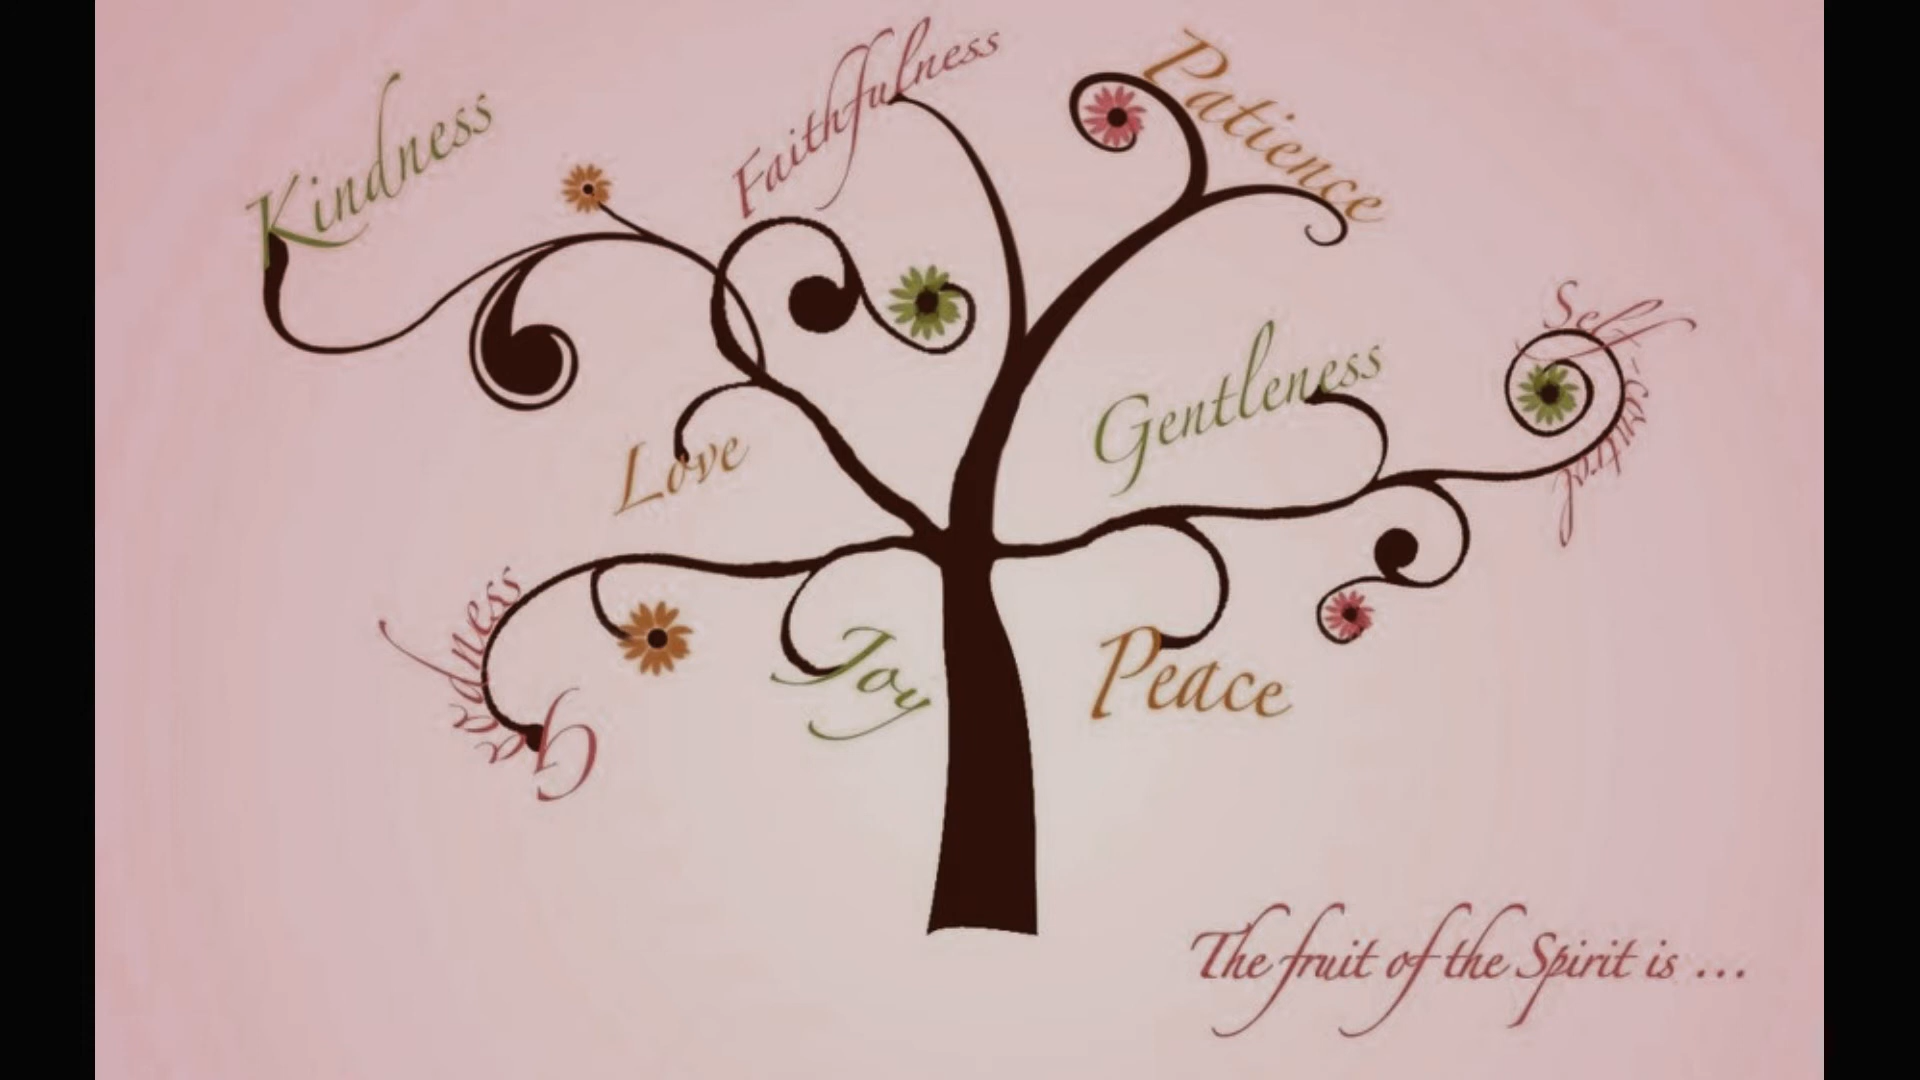 Kindness
Faithfulness
Patience
Love
Gentleness
Self-control
Goodness
Joy
Peace
The fruit of the Spirit is ...